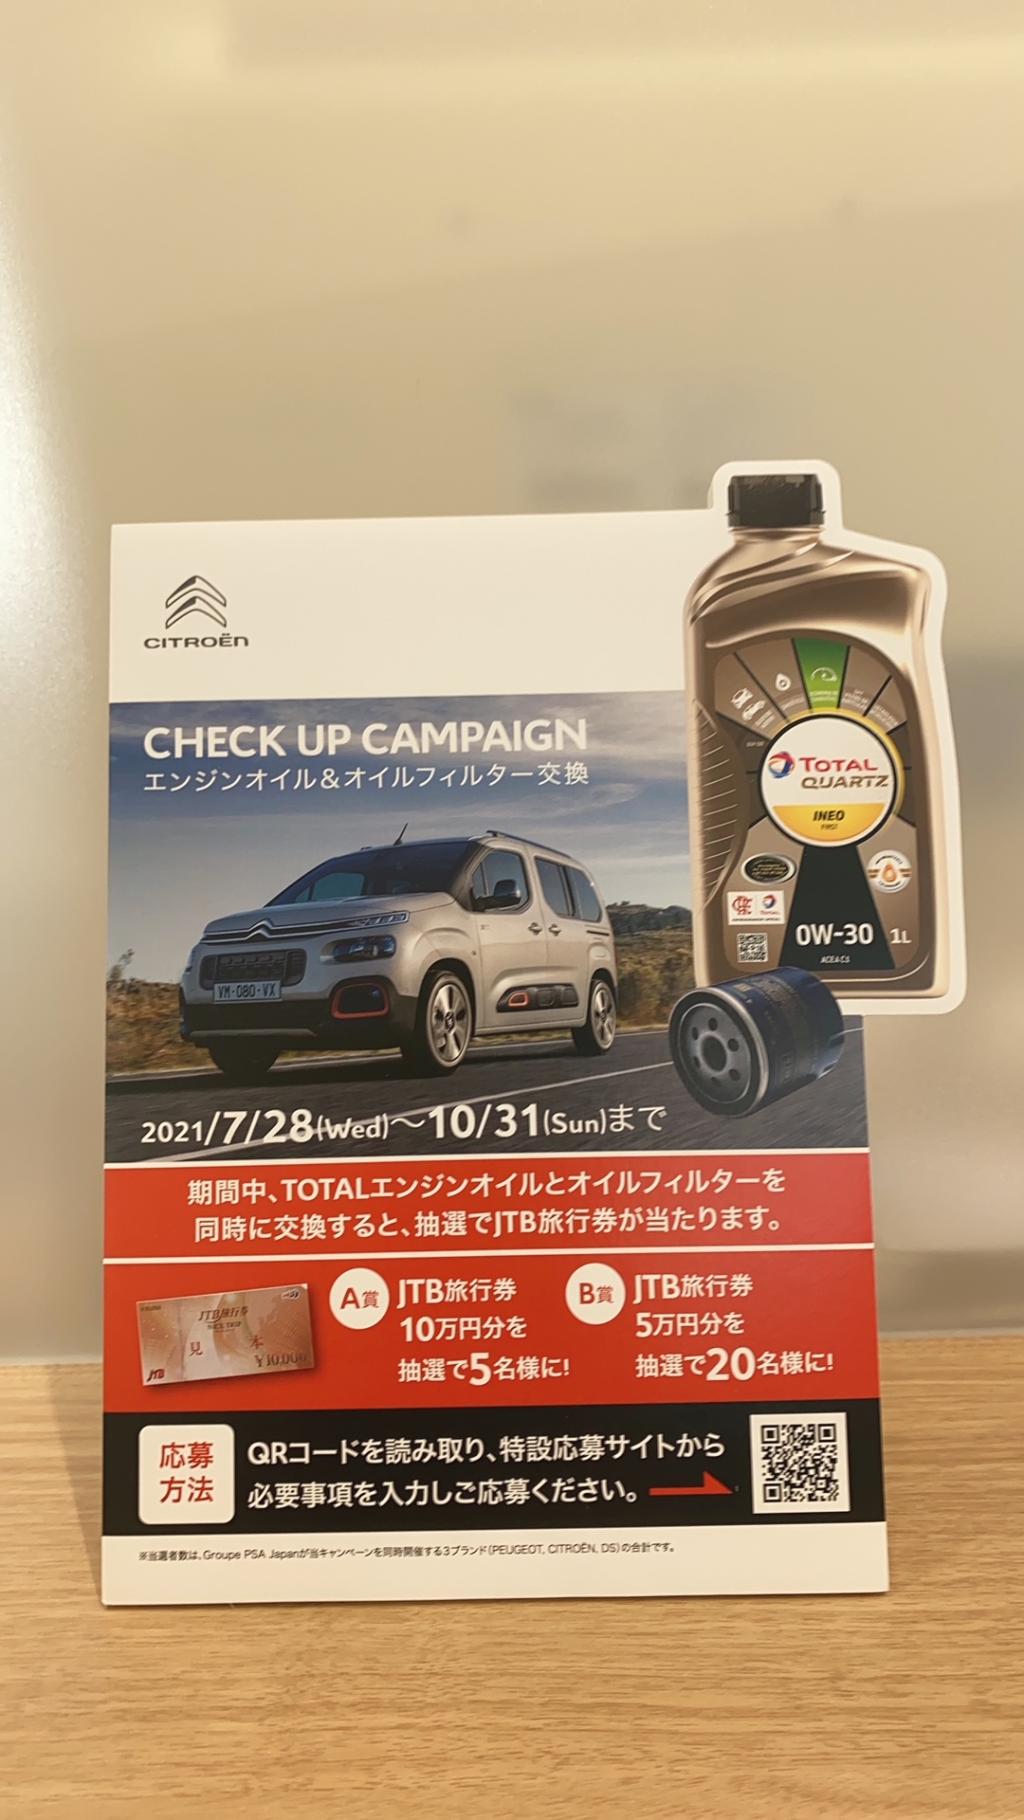 CITROËN
CHECK UP CAMPAIGN
エンジンオイル&オイルフィルター交換
TOTAL
QUARTZ
INEO
FIRST
0W-30 1L
ACEA C2
VM-080-VX
2021/7/28(Wed)～10/31(Sun)まで
期間中、TOTALエンジンオイルとオイルフィルターを
同時に交換すると、抽選でJTB旅行券が当たります。
JTB旅行券
NICE TRIP
見本
¥10,000
JTB
A賞 JTB旅行券
10万円分を
抽選で5名様に!
B賞 JTB旅行券
5万円分を
抽選で20名様に!
応募
方法
QRコードを読み取り、特設応募サイトから
必要事項を入力しご応募ください。
※当選者数は、Groupe PSA Japanが当キャンペーンを同時開催する3ブランド(PEUGEOT, CITROËN, DS)の合計です。